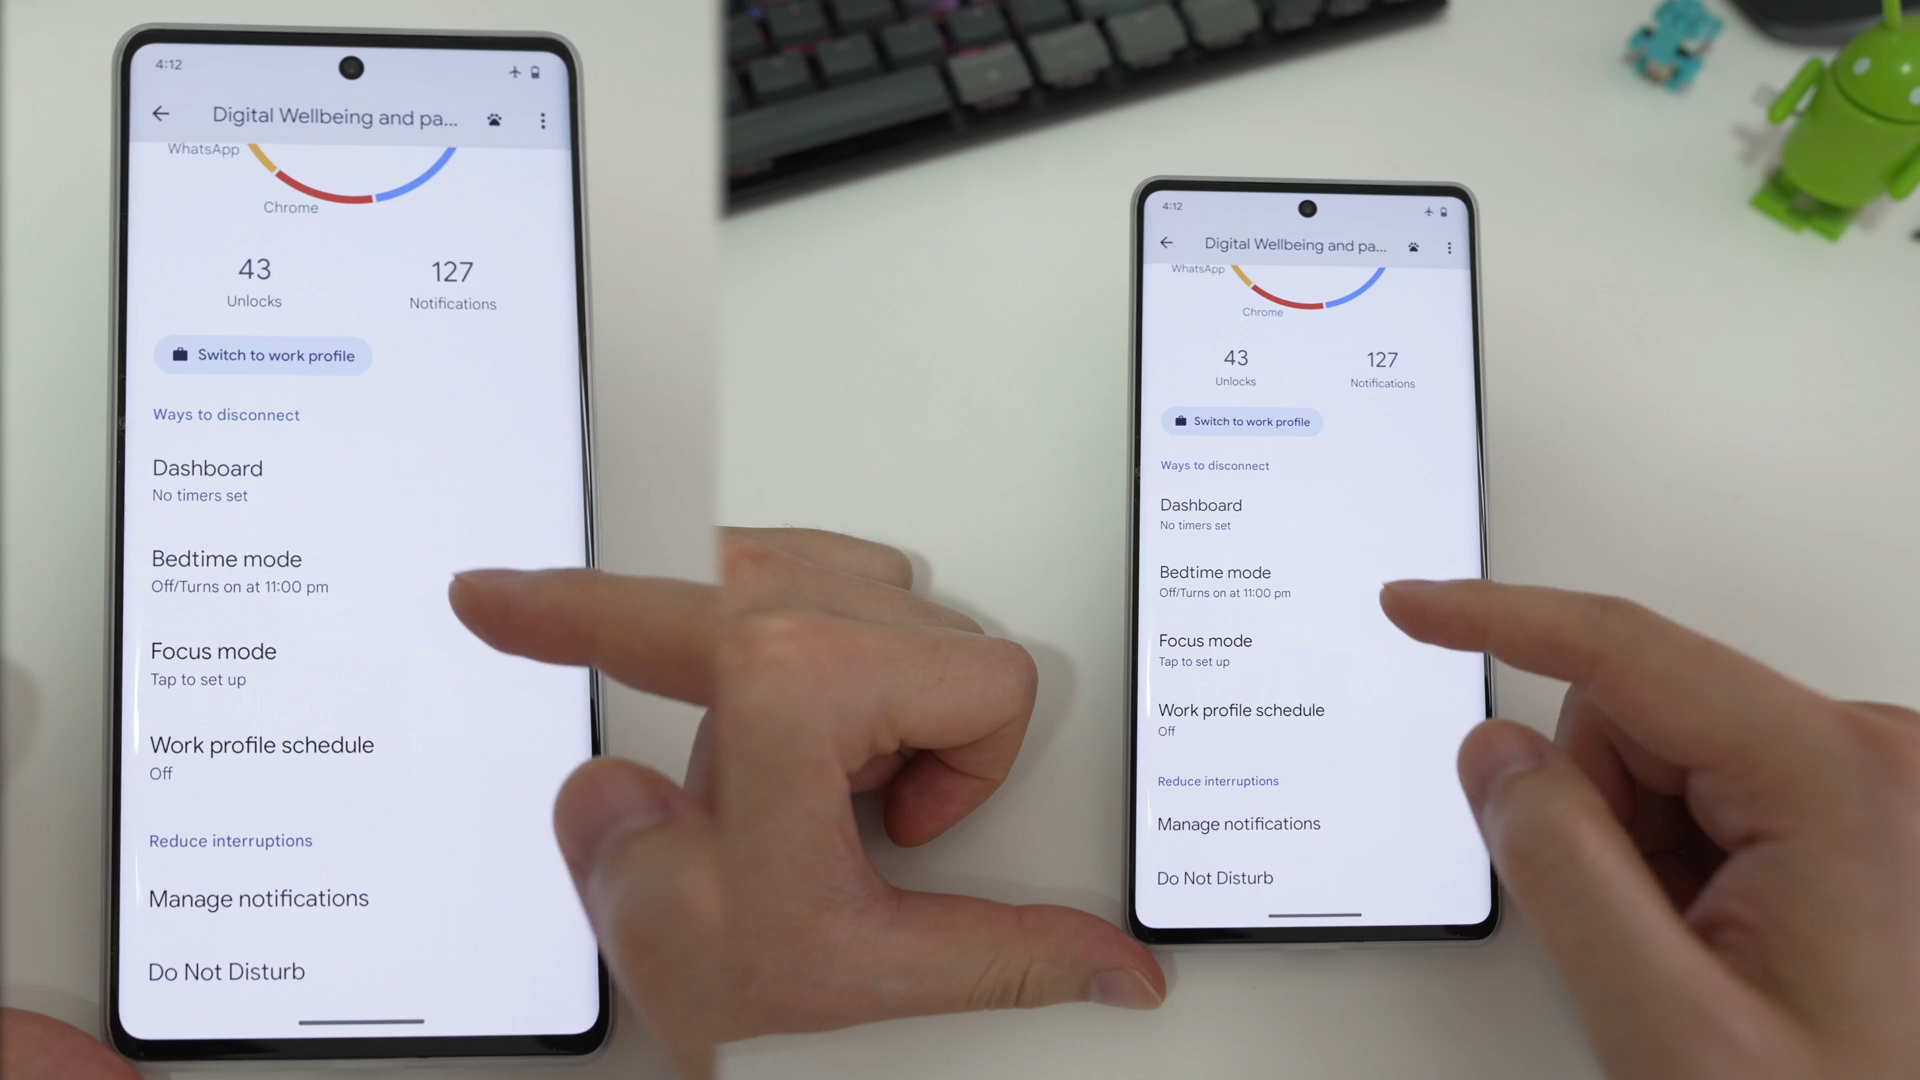 4:12
Digital Wellbeing and pa...
WhatsApp
Chrome
43
127
Unlocks
Notifications
Switch to work profile
Ways to disconnect
Dashboard
No timers set
Bedtime mode
Off/Turns on at 11:00 pm
Focus mode
Tap to set up
Work profile schedule
Off
Reduce interruptions
Manage notifications
Do Not Disturb
4:12
Digital Wellbeing and pa...
WhatsApp
Chrome
43
127
Unlocks
Notifications
Switch to work profile
Ways to disconnect
Dashboard
No timers set
Bedtime mode
Off/Turns on at 11:00 pm
Focus mode
Tap to set up
Work profile schedule
Off
Reduce interruptions
Manage notifications
Do Not Disturb